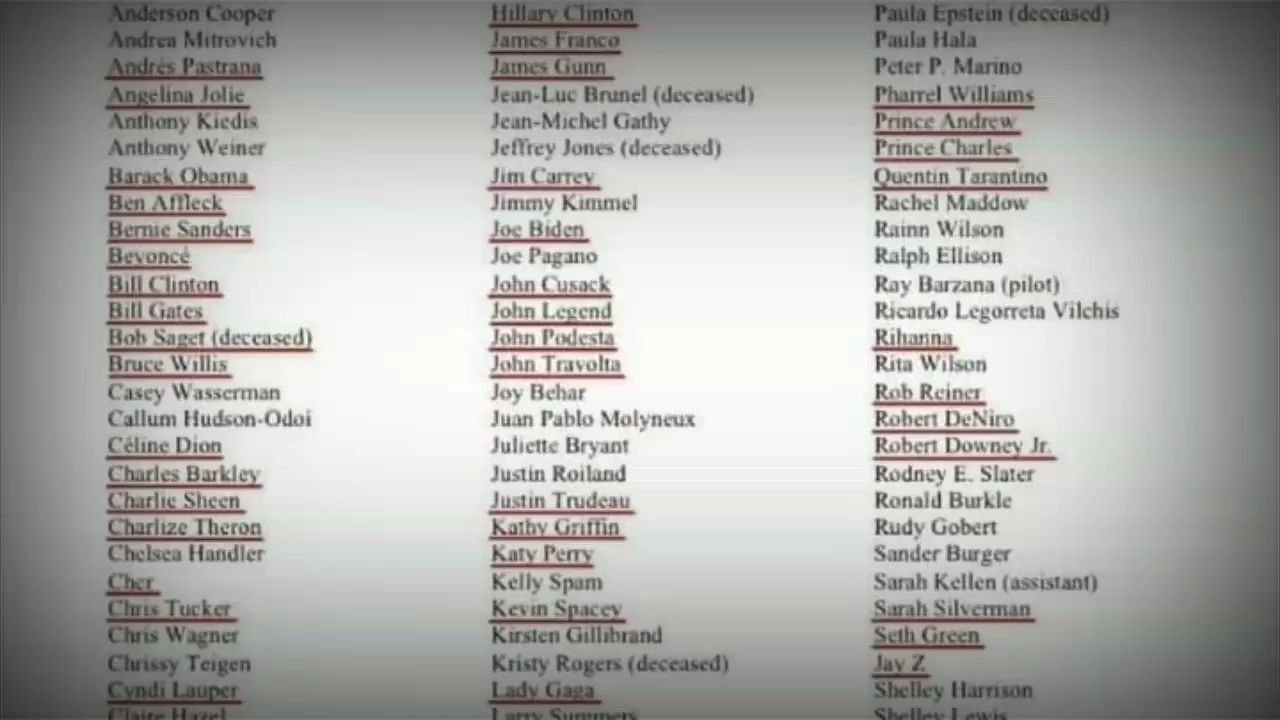 Anderson Cooper
Andrea Mitrovich
Andrés Pastrana
Angelina Jolie
Anthony Kiedis
Anthony Weiner
Barack Obama
Ben Affleck
Bernie Sanders
Beyoncé
Bill Clinton
Bill Gates
Bob Saget (deceased)
Bruce Willis
Casey Wasserman
Callum Hudson-Odoi
Céline Dion
Charles Barkley
Charlie Sheen
Charlize Theron
Chelsea Handler
Cher
Chris Tucker
Chris Wagner
Chrissy Teigen
Cyndi Lauper
Claire Hazel
Hillary Clinton
James Franco
James Gunn
Jean-Luc Brunel (deceased)
Jean-Michel Gathy
Jeffrey Jones (deceased)
Jim Carrey
Jimmy Kimmel
Joe Biden
Joe Pagano
John Cusack
John Legend
John Podesta
John Travolta
Joy Behar
Juan Pablo Molyneux
Juliette Bryant
Justin Roiland
Justin Trudeau
Kathy Griffin
Katy Perry
Kelly Spam
Kevin Spacey
Kirsten Gillibrand
Kristy Rogers (deceased)
Lady Gaga
Larry Summers
Paula Epstein (deceased)
Paula Hala
Peter P. Marino
Pharrel Williams
Prince Andrew
Prince Charles
Quentin Tarantino
Rachel Maddow
Rainn Wilson
Ralph Ellison
Ray Barzana (pilot)
Ricardo Legorreta Vilchis
Rihanna
Rita Wilson
Rob Reiner
Robert DeNiro
Robert Downey Jr.
Rodney E. Slater
Ronald Burkle
Rudy Gobert
Sander Burger
Sarah Kellen (assistant)
Sarah Silverman
Seth Green
Jay Z
Shelley Harrison
Shelley Lewis